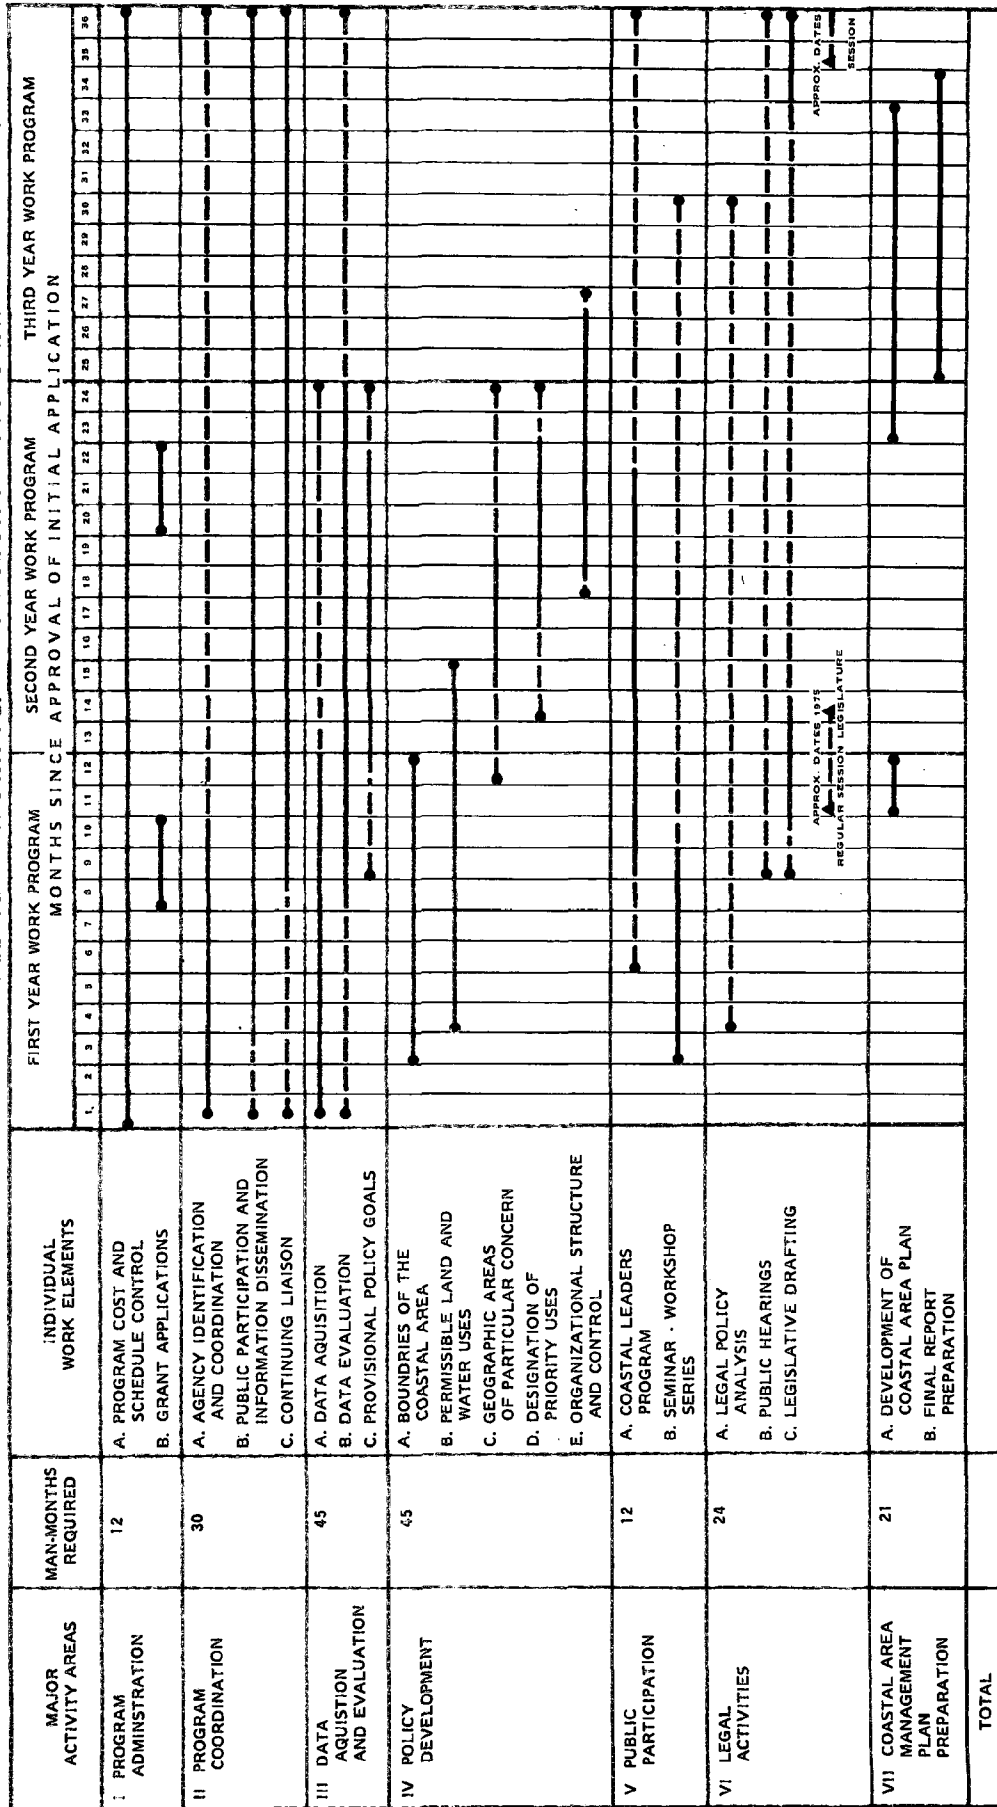 MAJOR
ACTIVITY AREAS
MAN-MONTHS
REQUIRED
INDIVIDUAL
WORK ELEMENTS
FIRST YEAR WORK PROGRAM
SECOND YEAR WORK PROGRAM
THIRD YEAR WORK PROGRAM
MONTHS SINCE APPROVAL OF INITIAL APPLICATION
1. 2 3 4 5 6 7 8 9 10 11 12 13 14 15 16 17 18 19 20 21 22 23 24 25 26 27 28 29 30 31 32 33 34 35 36
I PROGRAM
ADMINSTRATION
12
A. PROGRAM COST AND
SCHEDULE CONTROL
B. GRANT APPLICATIONS
II PROGRAM
COORDINATION
30
A. AGENCY IDENTIFICATION
AND COORDINATION
B. PUBLIC PARTICIPATION AND
INFORMATION DISSEMINATION
C. CONTINUING LIAISON
III DATA
AQUISTION
AND EVALUATION
45
A. DATA AQUISITION
B. DATA EVALUATION
C. PROVISIONAL POLICY GOALS
IV POLICY
DEVELOPMENT
45
A. BOUNDRIES OF THE
COASTAL AREA
B. PERMISSIBLE LAND AND
WATER USES
C. GEOGRAPHIC AREAS
OF PARTICULAR CONCERN
D. DESIGNATION OF
PRIORITY USES
E. ORGANIZATIONAL STRUCTURE
AND CONTROL
V PUBLIC
PARTICIPATION
12
A. COASTAL LEADERS
PROGRAM
B. SEMINAR - WORKSHOP
SERIES
VI LEGAL
ACTIVITIES
24
A. LEGAL POLICY
ANALYSIS
B. PUBLIC HEARINGS
C. LEGISLATIVE DRAFTING
APPROX. DATES 1975
REGULAR SESSION LEGISLATURE
APPROX. DATES
SESSION
VII COASTAL AREA
MANAGEMENT
PLAN
PREPARATION
21
A. DEVELOPMENT OF
COASTAL AREA PLAN
B. FINAL REPORT
PREPARATION
TOTAL